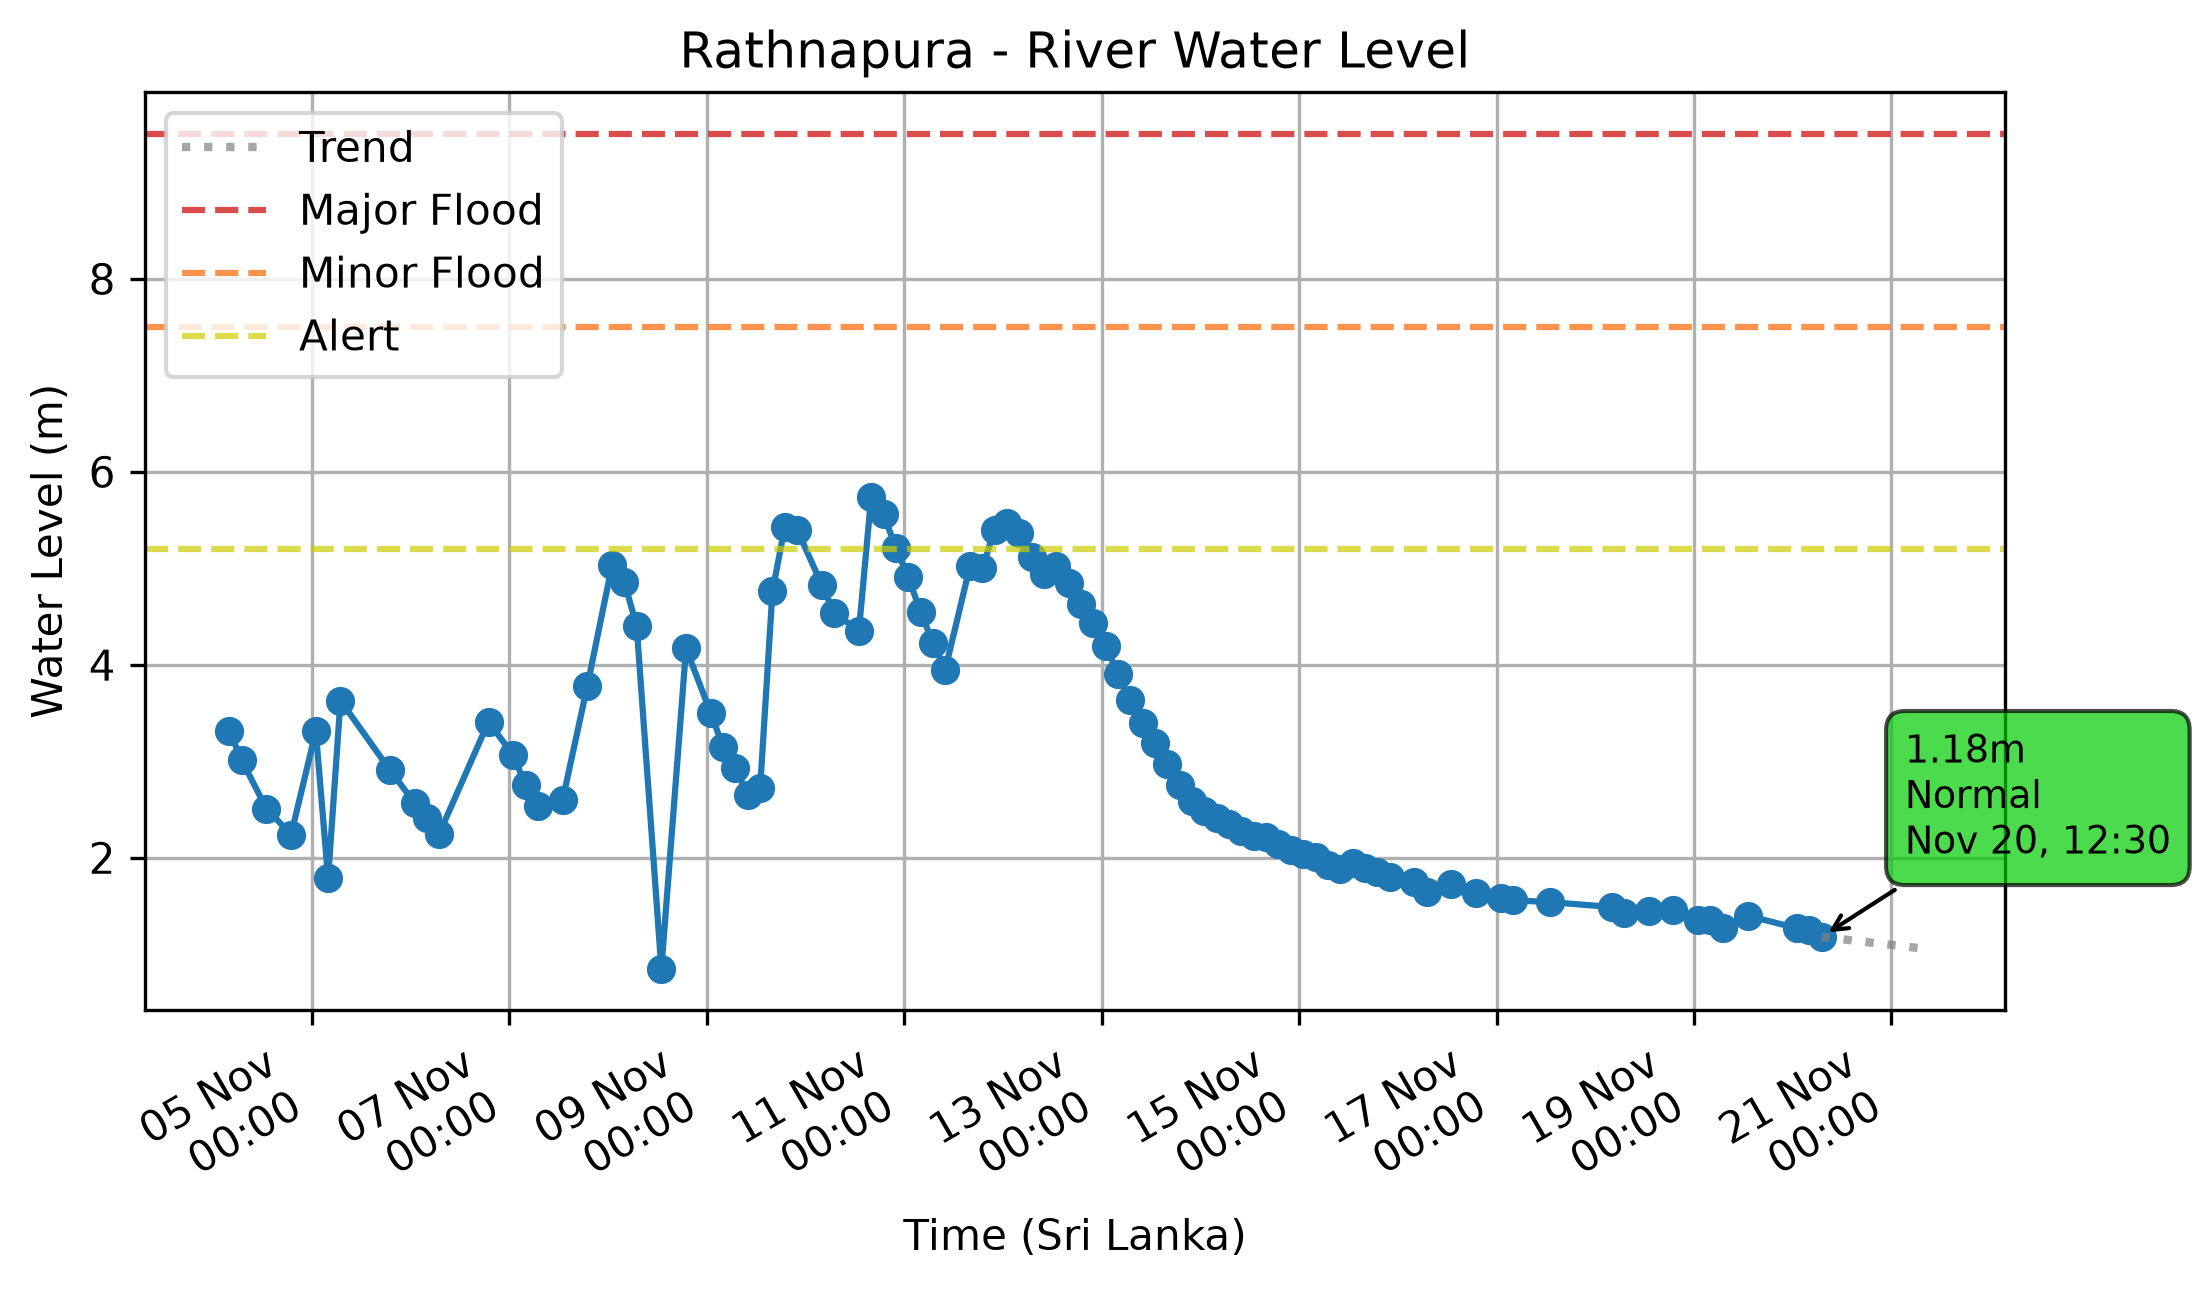 Rathnapura - River Water Level
Trend
Major Flood
Minor Flood
Alert
8
6
4
2
Water Level (m)
1.18m
Normal
Nov 20, 12:30
05 Nov
00:00
07 Nov
00:00
09 Nov
00:00
11 Nov
00:00
13 Nov
00:00
15 Nov
00:00
17 Nov
00:00
19 Nov
00:00
21 Nov
00:00
Time (Sri Lanka)